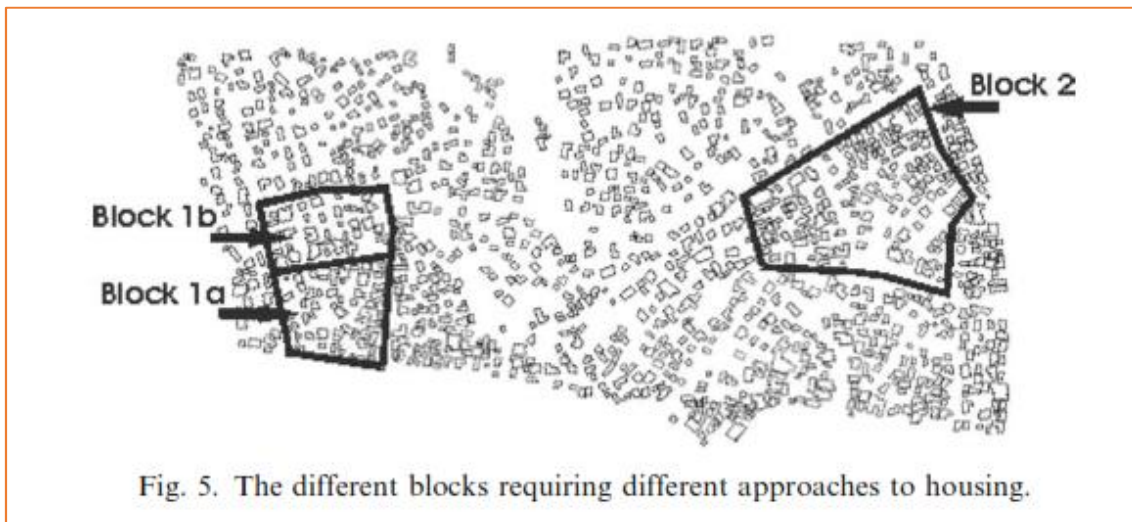 Block 2
Block 1b
Block 1a
Fig. 5. The different blocks requiring different approaches to housing.